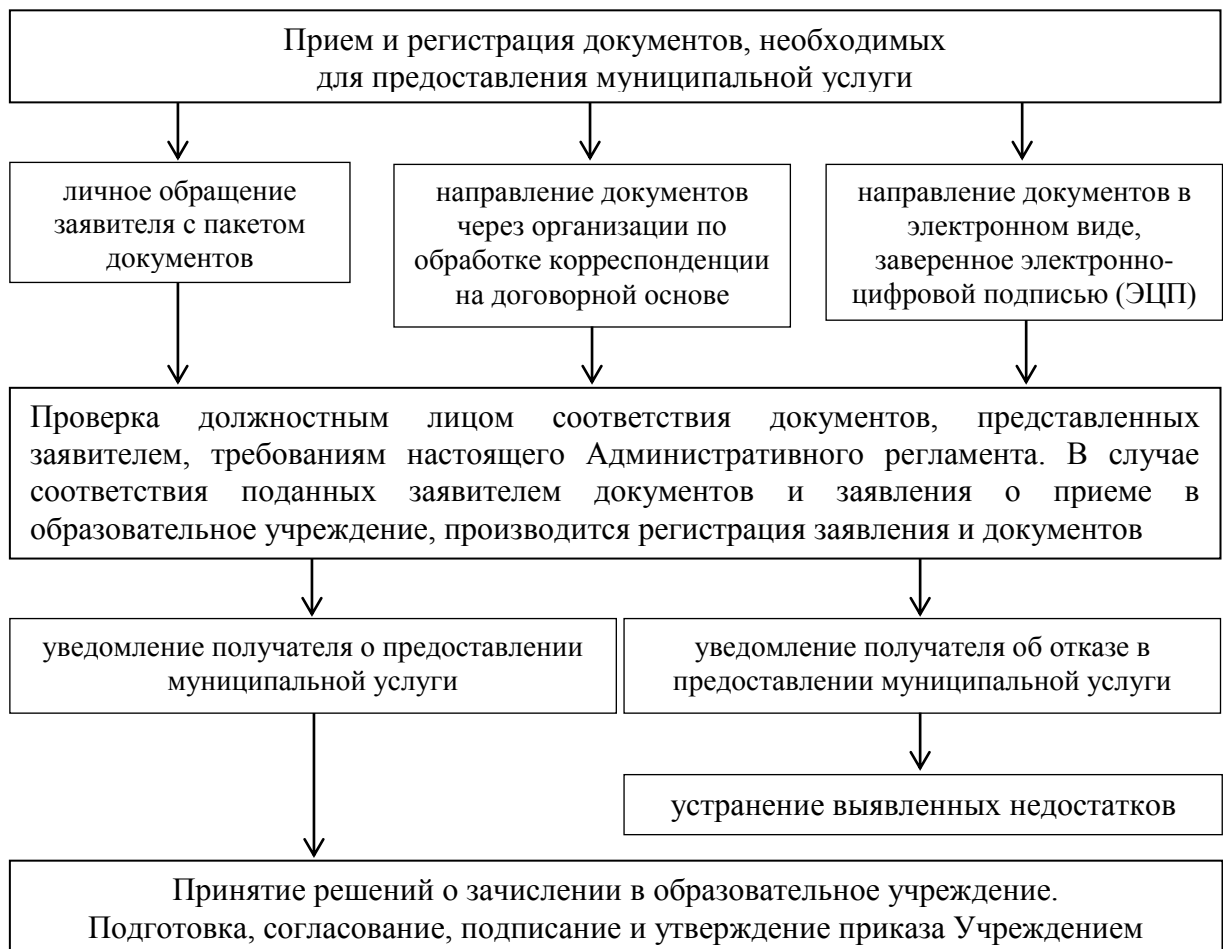 Прием и регистрация документов, необходимых
для предоставления муниципальной услуги
личное обращение
заявителя с пакетом
документов
направление документов
через организации по
обработке корреспонденции
на договорной основе
направление документов в
электронном виде,
заверенное электронно-
цифровой подписью (ЭЦП)
Проверка должностным лицом соответствия документов, представленных
заявителем, требованиям настоящего Административного регламента. В случае
соответствия поданных заявителем документов и заявления о приеме в
образовательное учреждение, производится регистрация заявления и документов
уведомление получателя о предоставлении
муниципальной услуги
уведомление получателя об отказе в
предоставлении муниципальной услуги
устранение выявленных недостатков
Принятие решений о зачислении в образовательное учреждение.
Подготовка, согласование, подписание и утверждение приказа Учреждением